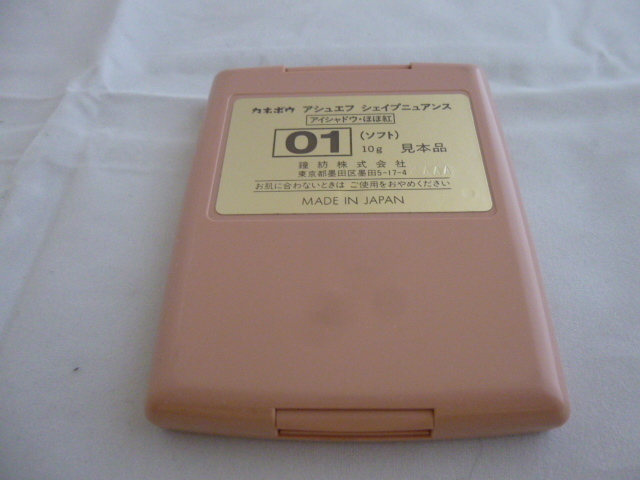 カネボウ アシュエフ シェイプニュアンス
アイシャドウ・ほほ紅
01 (ソフト) 10g 見本品
鐘紡株式会社
東京都墨田区墨田5-17-4
お肌に合わないときは ご使用をおやめください
MADE IN JAPAN